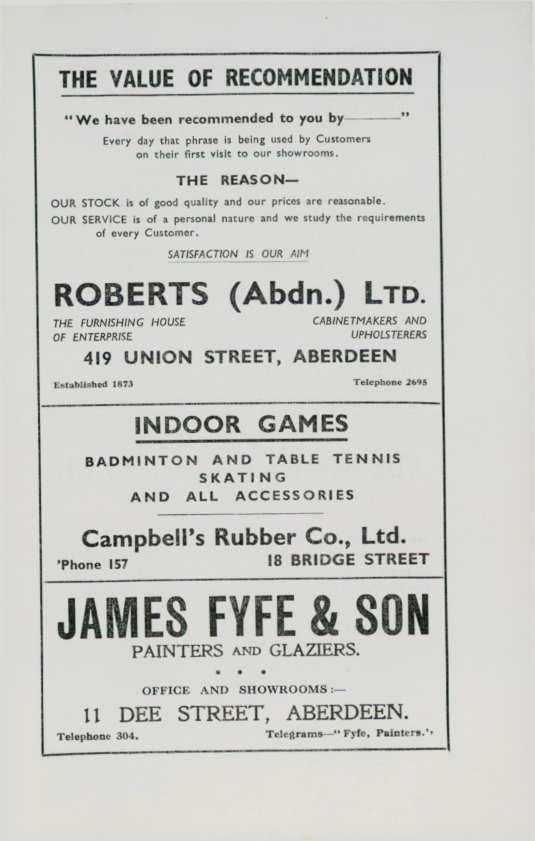 THE VALUE OF RECOMMENDATION
"We have been recommended to you by———"
Every day that phrase is being used by Customers
on their first visit to our showrooms.
THE REASON—
OUR STOCK is of good quality and our prices are reasonable.
OUR SERVICE is of a personal nature and we study the requirements
of every Customer.
SATISFACTION IS OUR AIM
ROBERTS (Abdn.) LTD.
THE FURNISHING HOUSE
OF ENTERPRISE
CABINETMAKERS AND
UPHOLSTERERS
419 UNION STREET, ABERDEEN
Established 1873
Telephone 2695
INDOOR GAMES
BADMINTON AND TABLE TENNIS
SKATING
AND ALL ACCESSORIES
Campbell's Rubber Co., Ltd.
'Phone 157
18 BRIDGE STREET
JAMES FYFE & SON
PAINTERS AND GLAZIERS.
* * *
OFFICE AND SHOWROOMS:—
11 DEE STREET, ABERDEEN.
Telephone 304.
Telegrams—"Fyfe, Painters."